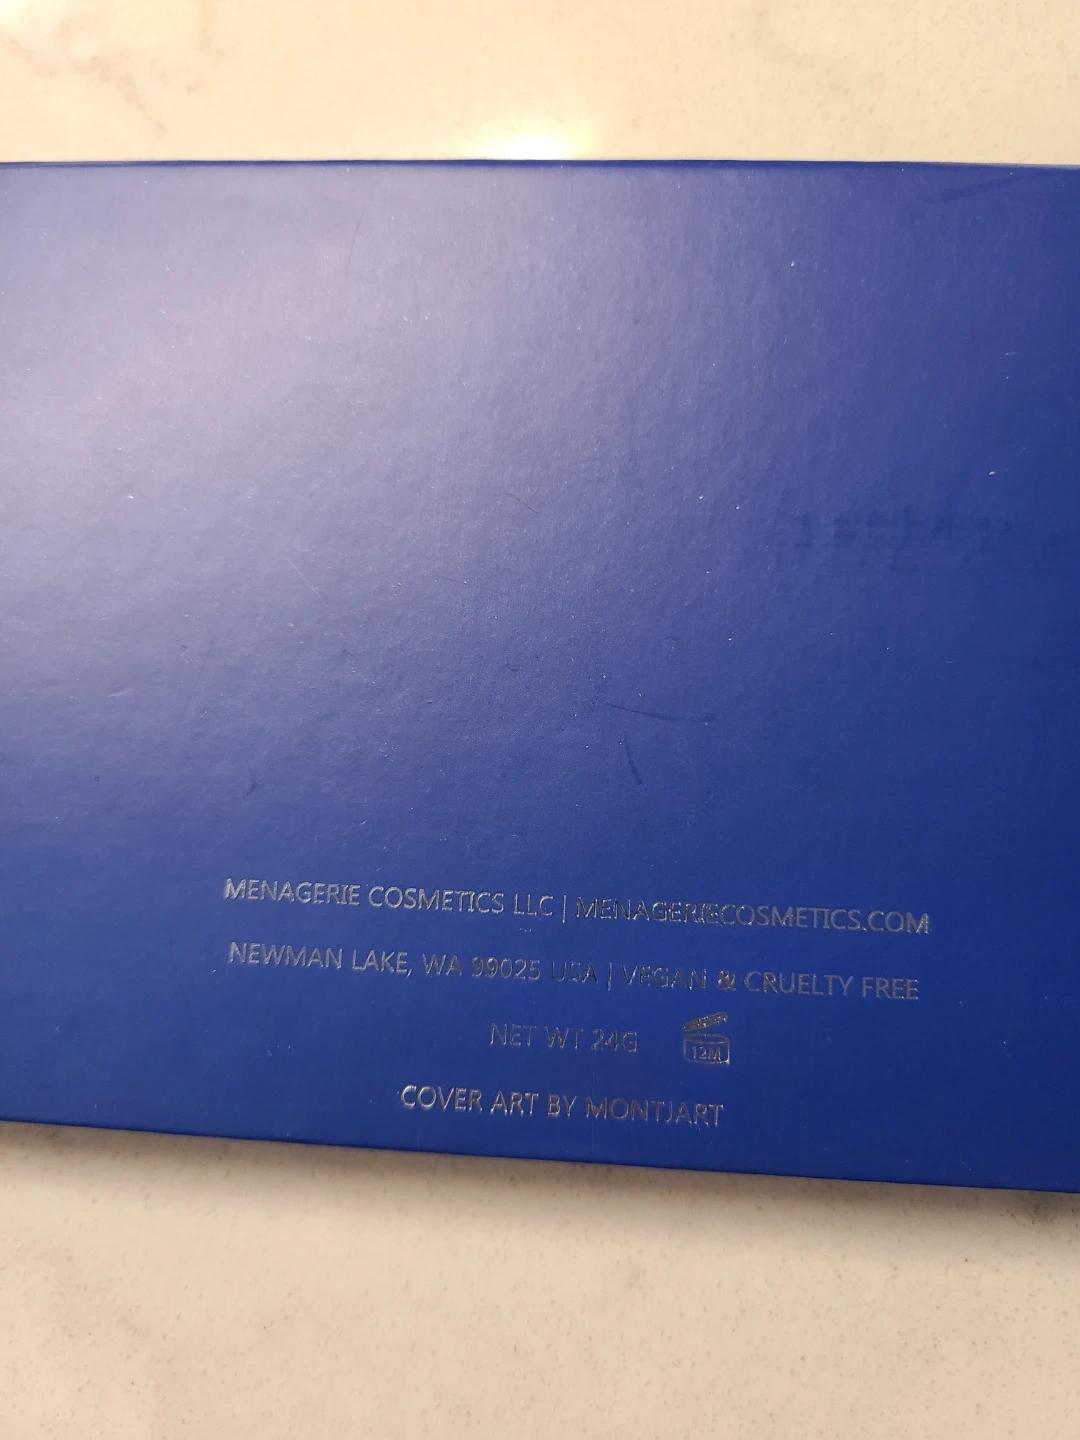 MENAGERIE COSMETICS LLC | MENAGERIECOSMETICS.COM
NEWMAN LAKE, WA 99025 USA | VEGAN & CRUELTY FREE
NET WT 24G 12M
COVER ART BY MONTJART